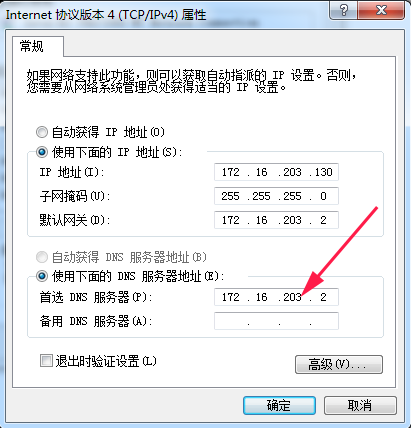 Internet 协议版本 4 (TCP/IPv4) 属性
常规
如果网络支持此功能，则可以获取自动指派的 IP 设置。否则，
您需要从网络系统管理员处获得适当的 IP 设置。
自动获得 IP 地址(O)
使用下面的 IP 地址(S):
IP 地址(I): 172 . 16 .203 .130
子网掩码(U): 255 .255 .255 . 0
默认网关(D): 172 . 16 .203 . 2
自动获得 DNS 服务器地址(B)
使用下面的 DNS 服务器地址(E):
首选 DNS 服务器(P): 172 . 16 .203 . 2
备用 DNS 服务器(A): . . .
退出时验证设置(L)
高级(V)...
确定 取消